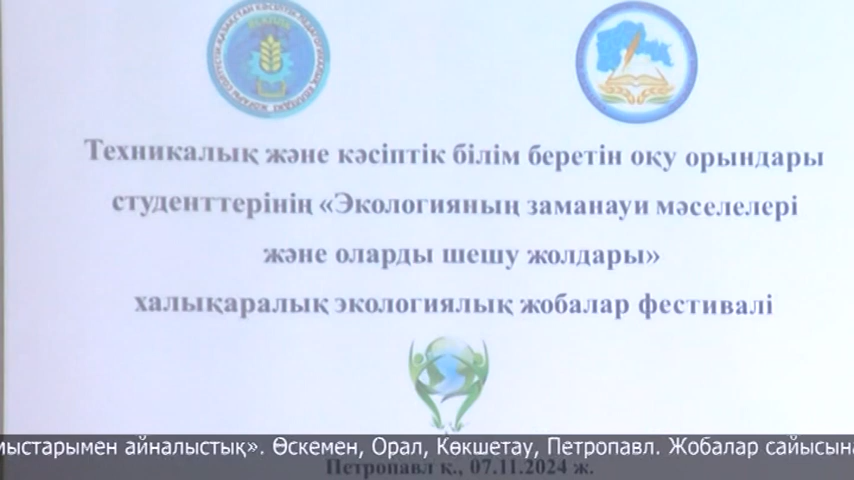 Техникалық және кәсіптік білім беретін оқу орындары
студенттерінің «Экологияның заманауи мәселелері
және оларды шешу жолдары»
халықаралық экологиялық жобалар фестивалі
мыстарымен айналыстық». Өскемен, Орал, Көкшетау, Петропавл. Жобалар сайысына
Петропавл қ., 07.11.2024 ж.